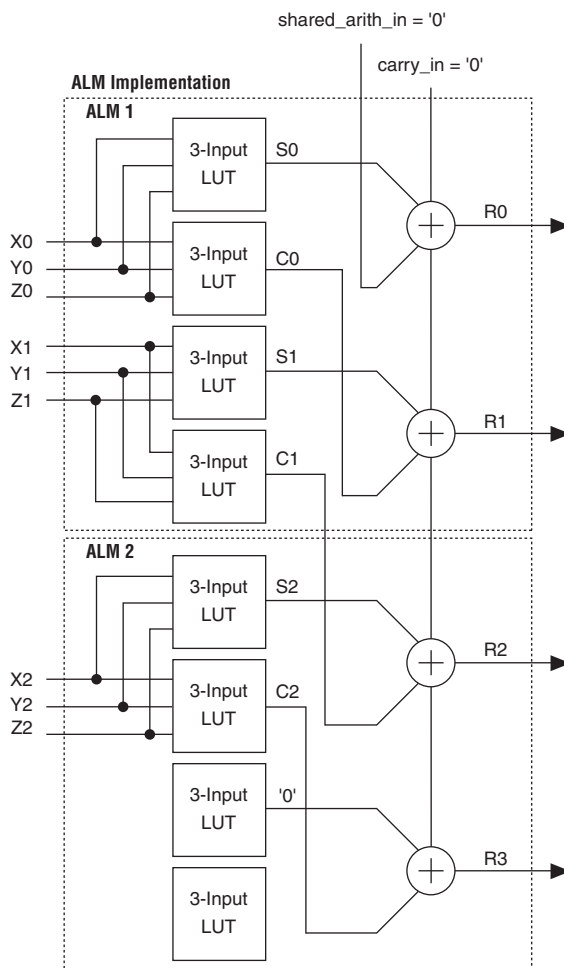 shared_arith_in = '0'
carry_in = '0'
ALM Implementation
ALM 1
3-Input
LUT
S0
X0
Y0
Z0
3-Input
LUT
C0
R0
X1
Y1
Z1
3-Input
LUT
S1
3-Input
LUT
C1
R1
ALM 2
3-Input
LUT
S2
X2
Y2
Z2
3-Input
LUT
C2
R2
3-Input
LUT
'0'
3-Input
LUT
R3